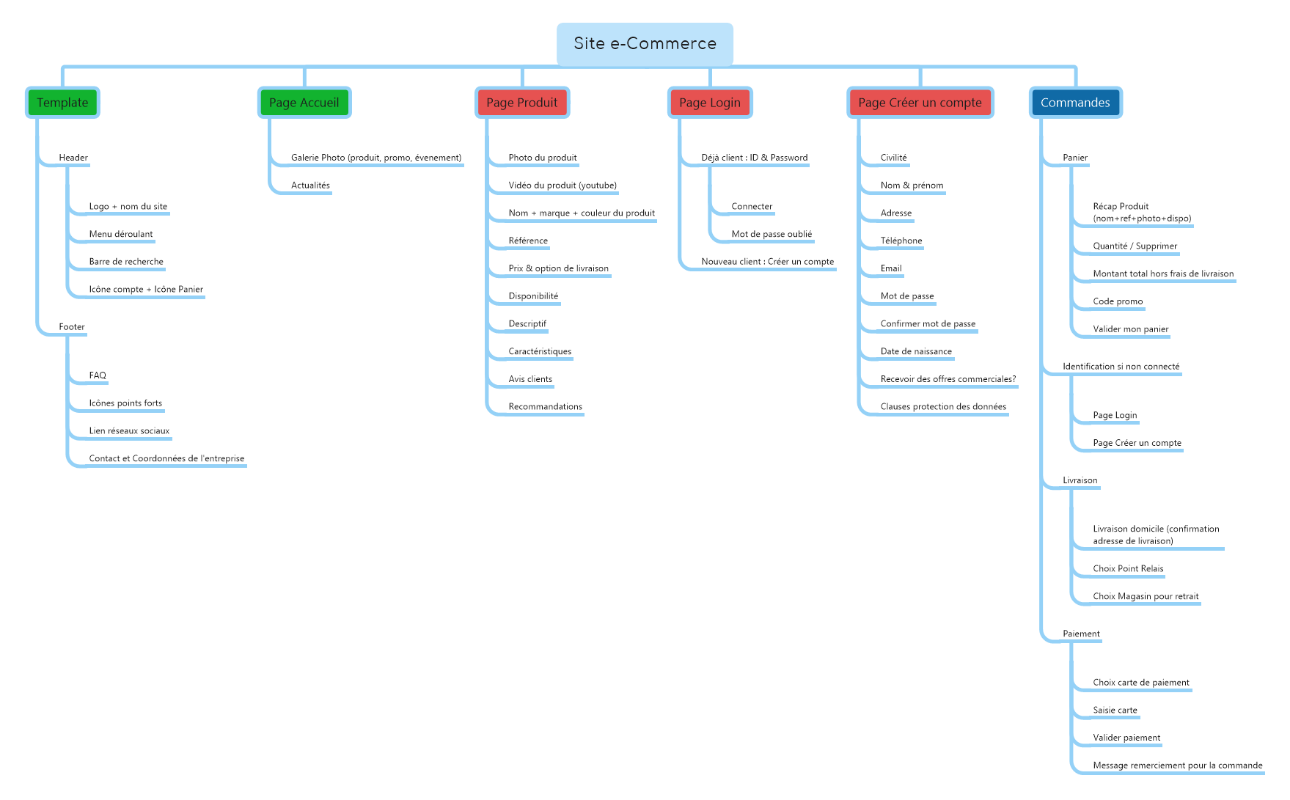 Site e-Commerce
Template
Header
Logo + nom du site
Menu déroulant
Barre de recherche
Icône compte + Icône Panier
Footer
FAQ
Icônes points forts
Lien réseaux sociaux
Contact et Coordonnées de l'entreprise
Page Accueil
Galerie Photo (produit, promo, évenement)
Actualités
Page Produit
Photo du produit
Vidéo du produit (youtube)
Nom + marque + couleur du produit
Référence
Prix & option de livraison
Disponibilité
Descriptif
Caractéristiques
Avis clients
Recommandations
Page Login
Déjà client : ID & Password
Connecter
Mot de passe oublié
Nouveau client : Créer un compte
Page Créer un compte
Civilité
Nom & prénom
Adresse
Téléphone
Email
Mot de passe
Confirmer mot de passe
Date de naissance
Recevoir des offres commerciales?
Clauses protection des données
Commandes
Panier
Récap Produit
(nom+ref+photo+dispo)
Quantité / Supprimer
Montant total hors frais de livraison
Code promo
Valider mon panier
Identification si non connecté
Page Login
Page Créer un compte
Livraison
Livraison domicile (confirmation
adresse de livraison)
Choix Point Relais
Choix Magasin pour retrait
Paiement
Choix carte de paiement
Saisie carte
Valider paiement
Message remerciement pour la commande